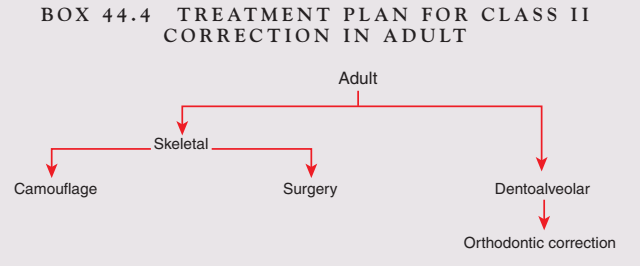 BOX 44.4 TREATMENT PLAN FOR CLASS II
CORRECTION IN ADULT
Adult
Skeletal
Camouflage
Surgery
Dentoalveolar
Orthodontic correction